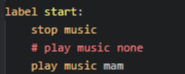 label start:
stop music
# play music none
play music mam